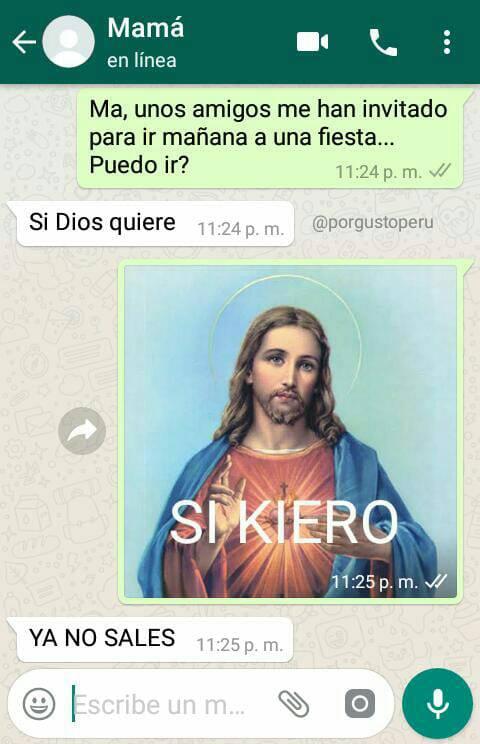 Mamá
en línea
Ma, unos amigos me han invitado
para ir mañana a una fiesta...
Puedo ir?
11:24 p. m.
Si Dios quiere 11:24 p. m.
@porgustoperu
SI KIERO
11:25 p. m.
YA NO SALES 11:25 p. m.
Escribe un m...